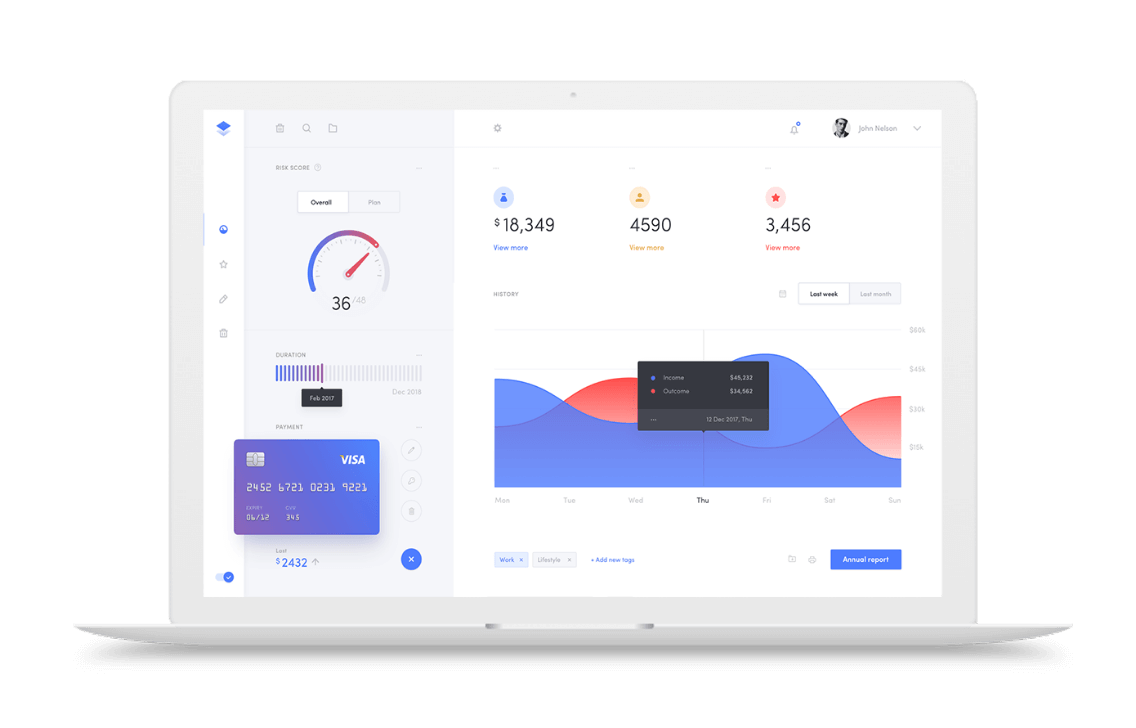 John Nelson
RISK SCORE
Overall
Plan
36 /48
DURATION
Feb 2017
Dec 2018
PAYMENT
VISA
2452 6721 0231 9221
EXPIRY
CVV
06/12
345
Last
$2432
$18,349
View more
4590
View more
3,456
View more
HISTORY
Last week
Last month
$60k
$45k
$30k
$15k
Income
$45,232
Outcome
$34,562
12 Dec 2017, Thu
Mon
Tue
Wed
Thu
Fri
Sat
Sun
Work ×
Lifestyle ×
+ Add new tags
Annual report